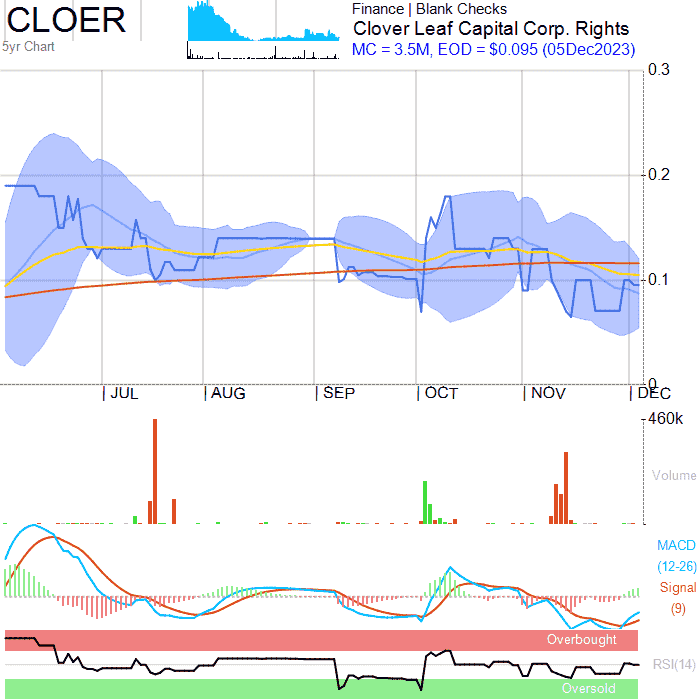 CLOER
5yr Chart
Finance | Blank Checks
Clover Leaf Capital Corp. Rights
MC = 3.5M, EOD = $0.095 (05Dec2023)
0.3
0.2
0.1
0
JUL
AUG
SEP
OCT
NOV
DEC
460k
Volume
MACD
(12-26)
Signal
(9)
Overbought
RSI(14)
Oversold